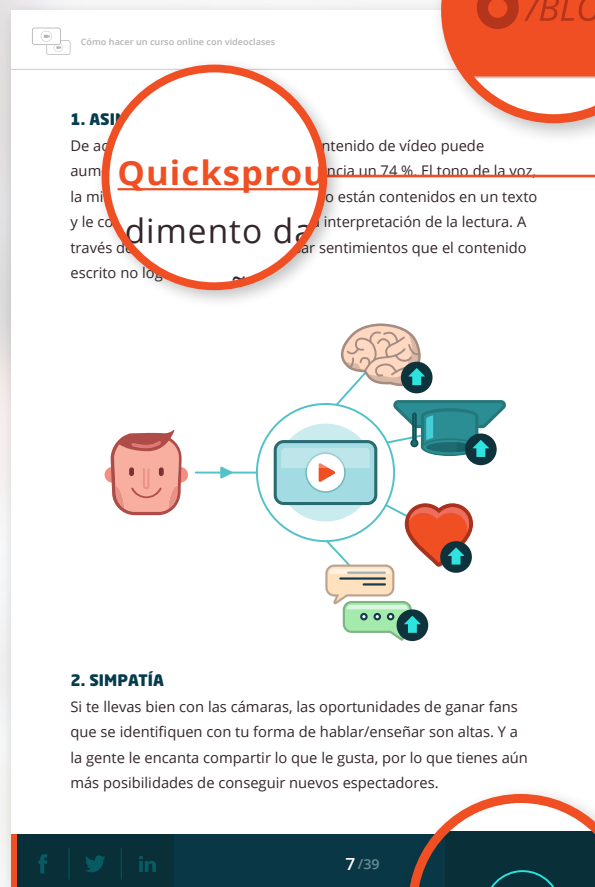 /BLO
Cómo hacer un curso online con videoclases
1. ASI
De ac ntenido de vídeo puede
aum ncia un 74 %. El tono de la voz,
Quicksprou
la mi o están contenidos en un texto
y le co interpretación de la lectura. A
dimento da
través de ar sentimientos que el contenido
escrito no log
2. SIMPATÍA
Si te llevas bien con las cámaras, las oportunidades de ganar fans
que se identifiquen con tu forma de hablar/enseñar son altas. Y a
la gente le encanta compartir lo que le gusta, por lo que tienes aún
más posibilidades de conseguir nuevos espectadores.
7/39